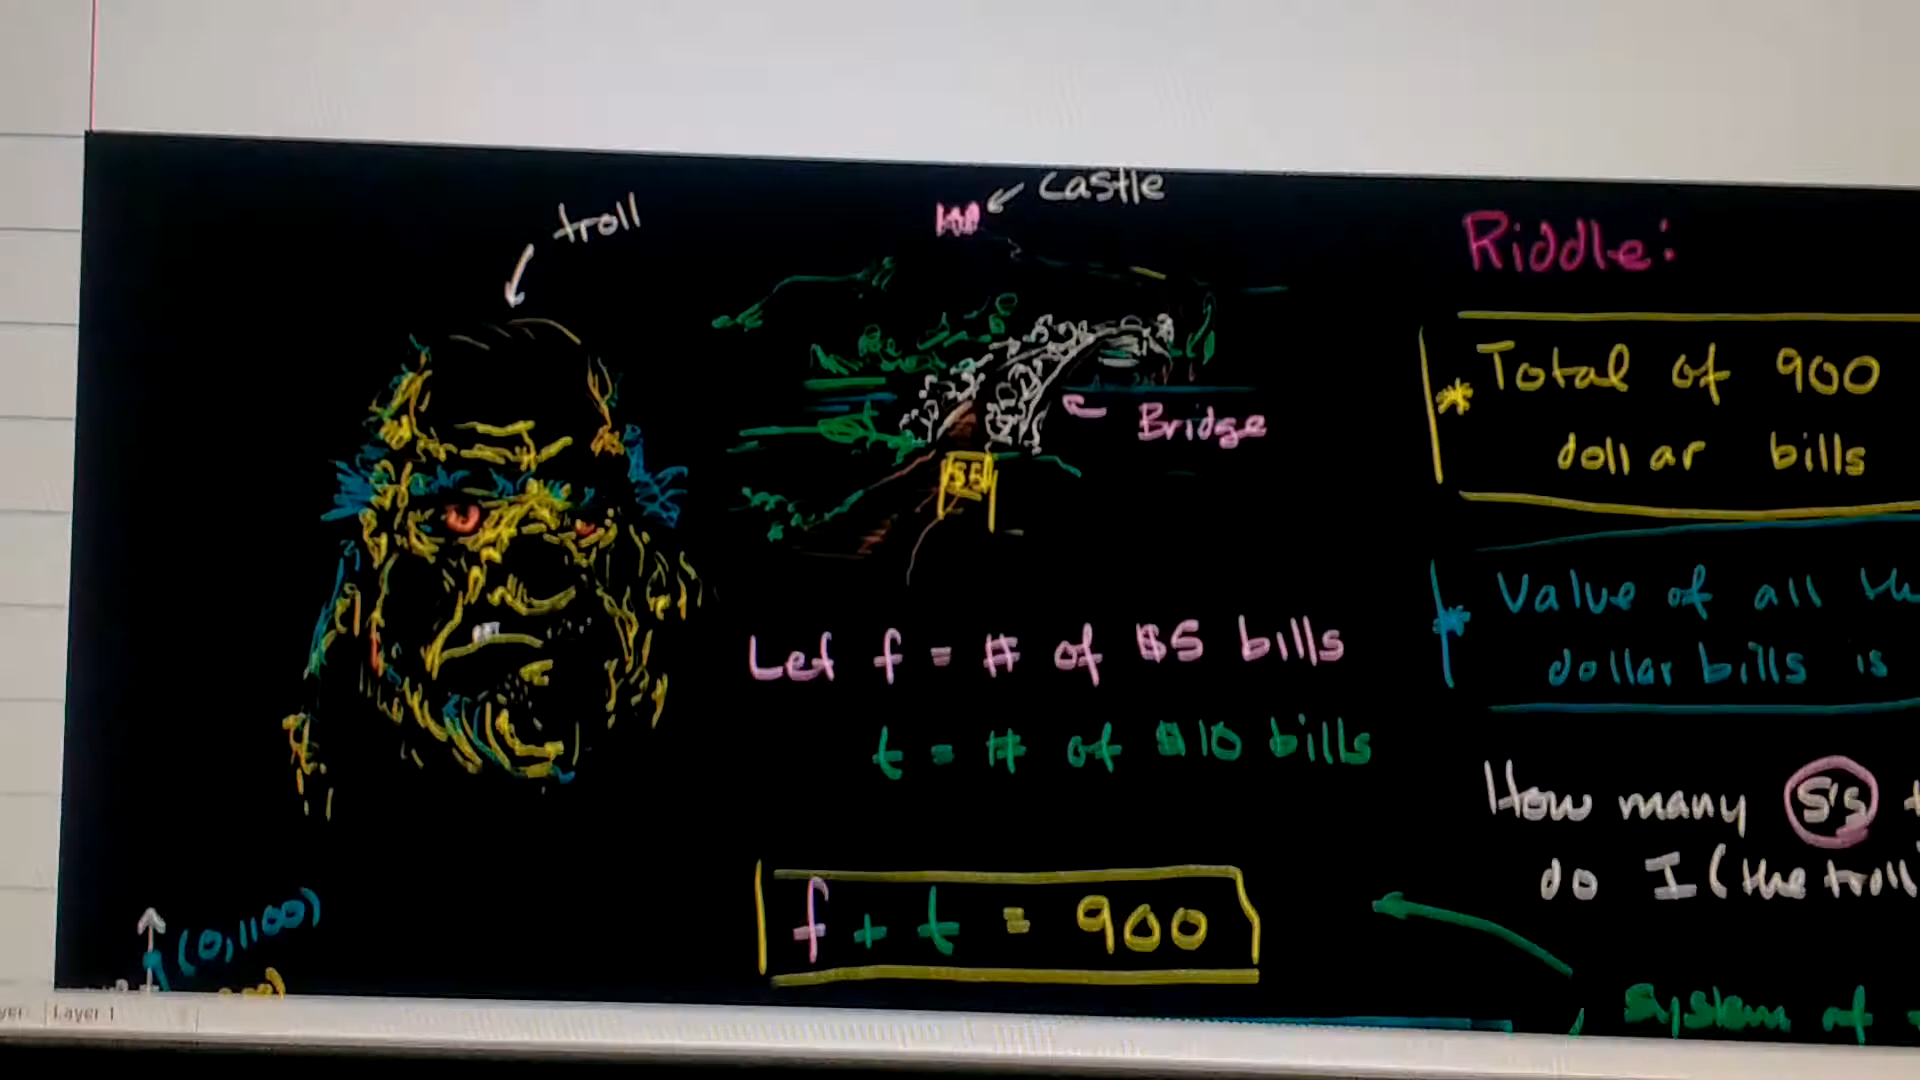 troll
castle
Bridge
$5
Let f = # of $5 bills
t = # of $10 bills
f + t = 900
(0,1100)
Riddle:
* Total of 900
dollar bills
* Value of all
dollar bills is
How many 5's
do I (the troll
system of
Layer 1